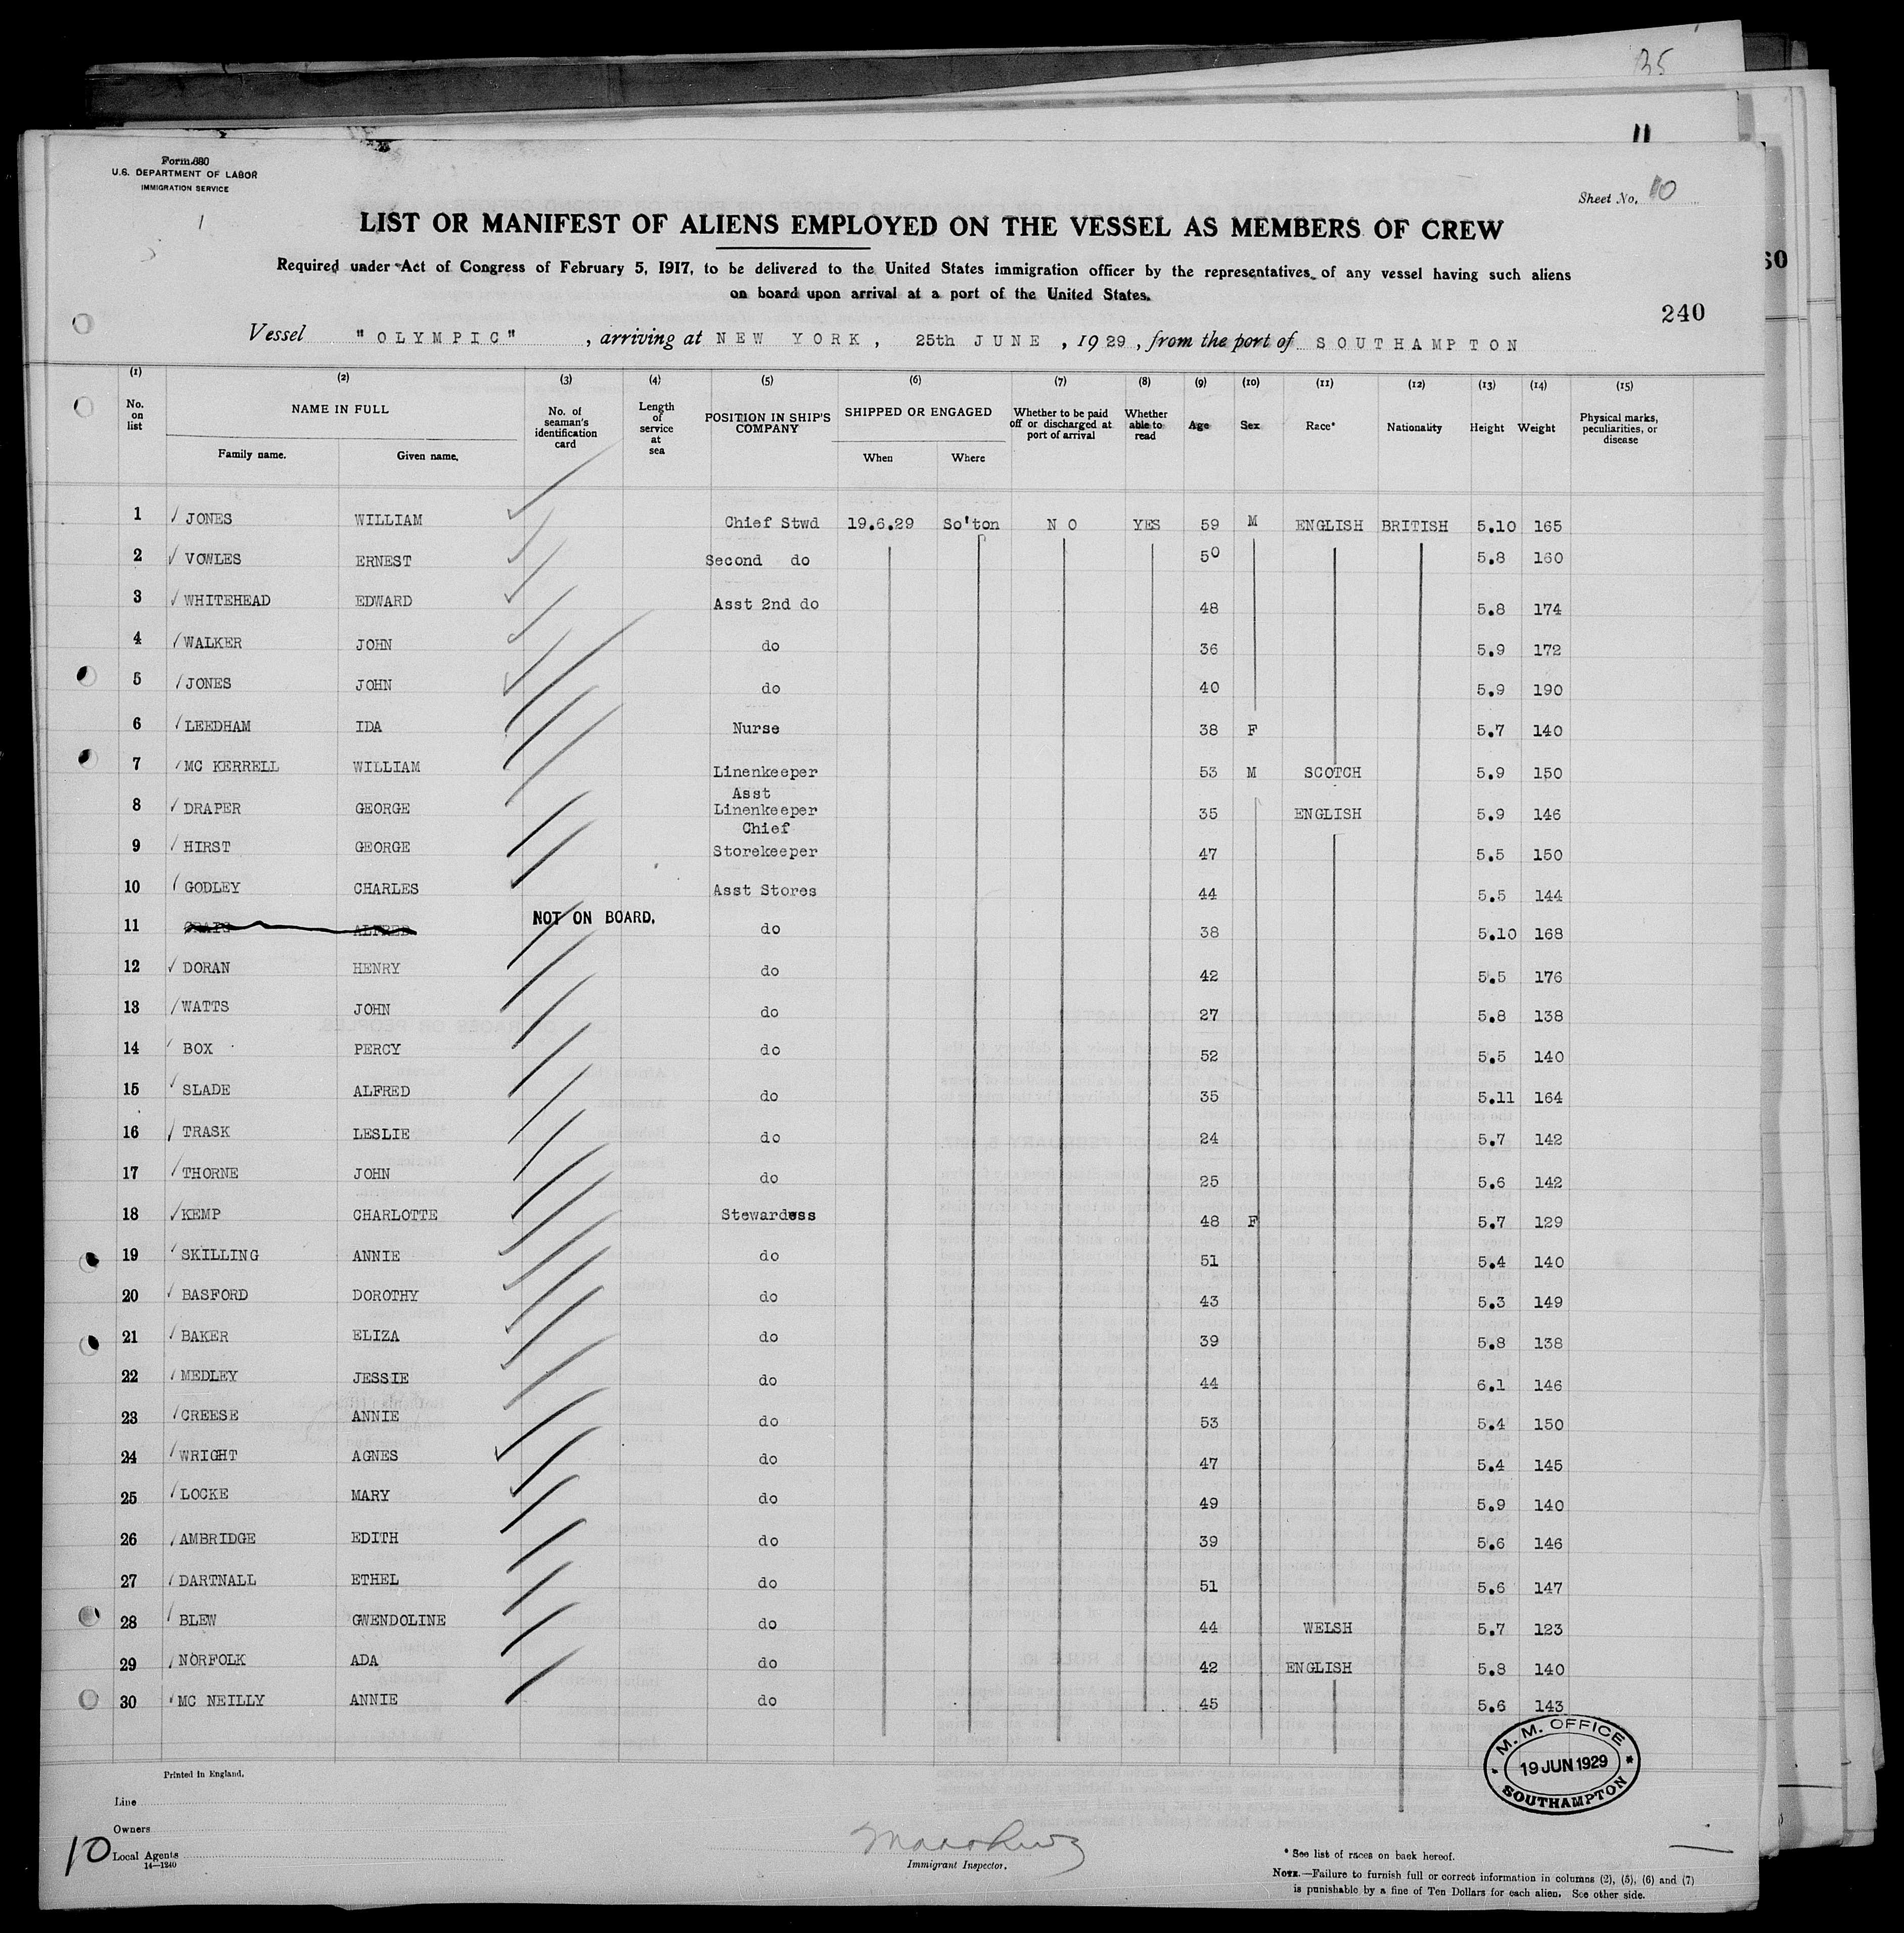 35
11
Form 680
U.S. DEPARTMENT OF LABOR
IMMIGRATION SERVICE
1
Sheet No. 10
LIST OR MANIFEST OF ALIENS EMPLOYED ON THE VESSEL AS MEMBERS OF CREW
Required under Act of Congress of February 5, 1917, to be delivered to the United States immigration officer by the representatives of any vessel having such aliens
on board upon arrival at a port of the United States.
60
240
Vessel "OLYMPIC", arriving at NEW YORK, 25th JUNE, 1929, from the port of SOUTHAMPTON
(1) (2) (3) (4) (5) (6) (7) (8) (9) (10) (11) (12) (13) (14) (15)
No. on list
NAME IN FULL
Family name. Given name.
No. of seaman's identification card
Length of service at sea
POSITION IN SHIP'S COMPANY
SHIPPED OR ENGAGED
When Where
Whether to be paid off or discharged at port of arrival
Whether able to read
Age Sex Race* Nationality Height Weight
Physical marks, peculiarities, or disease
1 JONES WILLIAM Chief Stwd 19.6.29 So'ton NO YES 59 M ENGLISH BRITISH 5.10 165
2 VOWLES ERNEST Second do 50 5.8 160
3 WHITEHEAD EDWARD Asst 2nd do 48 5.8 174
4 WALKER JOHN do 36 5.9 172
5 JONES JOHN do 40 5.9 190
6 LEEDHAM IDA Nurse 38 F 5.7 140
7 MC KERRELL WILLIAM Linenkeeper 53 M SCOTCH 5.9 150
8 DRAPER GEORGE Asst Linenkeeper 35 ENGLISH 5.9 146
9 HIRST GEORGE Chief Storekeeper 47 5.5 150
10 GODLEY CHARLES Asst Stores 44 5.5 144
11 ALFRED NOT ON BOARD. do 38 5.10 168
12 DORAN HENRY do 42 5.5 176
13 WATTS JOHN do 27 5.8 138
14 BOX PERCY do 52 5.5 140
15 SLADE ALFRED do 35 5.11 164
16 TRASK LESLIE do 24 5.7 142
17 THORNE JOHN do 25 5.6 142
18 KEMP CHARLOTTE Stewardess 48 F 5.7 129
19 SKILLING ANNIE do 51 5.4 140
20 BASFORD DOROTHY do 43 5.3 149
21 BAKER ELIZA do 39 5.8 138
22 MEDLEY JESSIE do 44 6.1 146
23 CREESE ANNIE do 53 5.4 150
24 WRIGHT AGNES do 47 5.4 145
25 LOCKE MARY do 49 5.9 140
26 AMBRIDGE EDITH do 39 5.6 146
27 DARTNALL ETHEL do 51 5.6 147
28 BLEW GWENDOLINE do 44 WELSH 5.7 123
29 NORFOLK ADA do 42 ENGLISH 5.8 140
30 MC NEILLY ANNIE do 45 5.6 143
M. M. OFFICE
19 JUN 1929
SOUTHAMPTON
Printed in England.
Line
Owners
Local Agents
14—1240
10
Immigrant Inspector.
* See list of races on back hereof.
NOTE.—Failure to furnish full or correct information in columns (2), (5), (6) and (7)
is punishable by a fine of Ten Dollars for each alien. See other side.